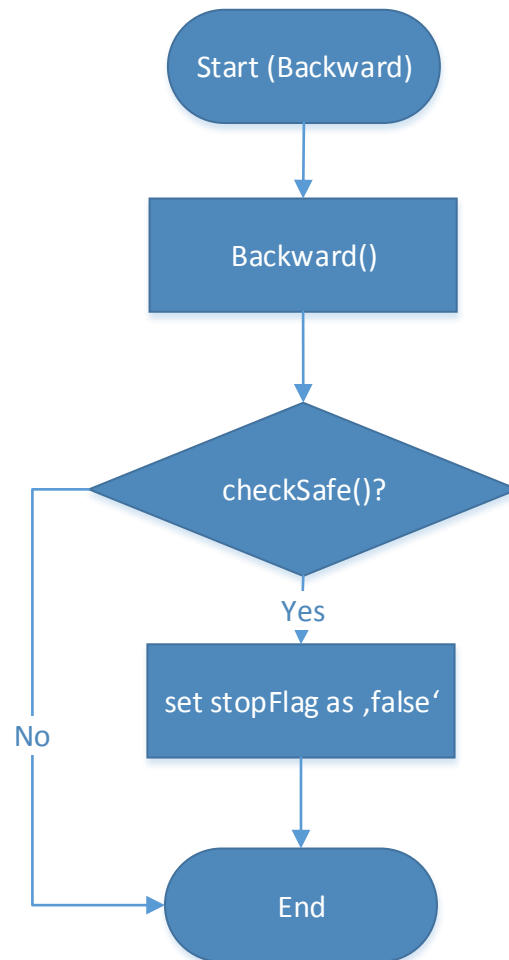 Start (Backward)
Backward()
checkSafe()?
Yes
set stopFlag as ‚false‘
No
End